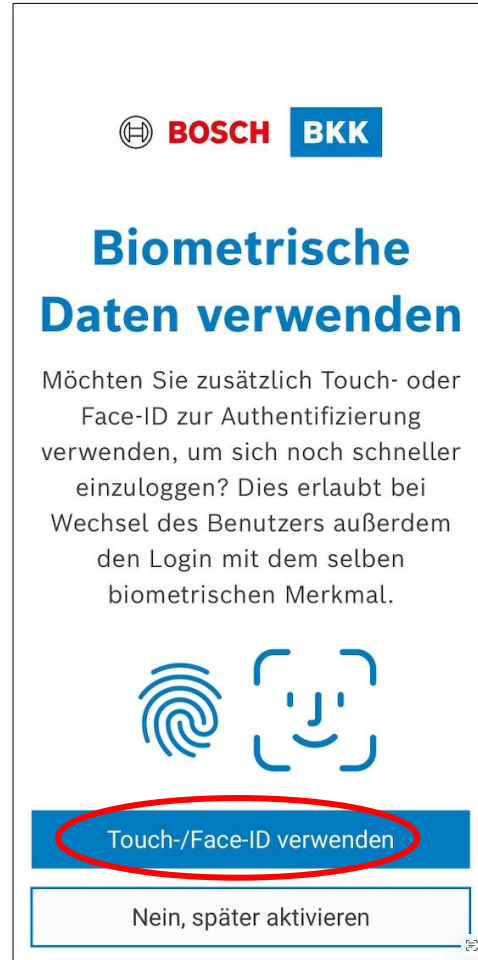 BOSCH BKK
Biometrische
Daten verwenden
Möchten Sie zusätzlich Touch- oder
Face-ID zur Authentifizierung
verwenden, um sich noch schneller
einzuloggen? Dies erlaubt bei
Wechsel des Benutzers außerdem
den Login mit dem selben
biometrischen Merkmal.
Touch-/Face-ID verwenden
Nein, später aktivieren